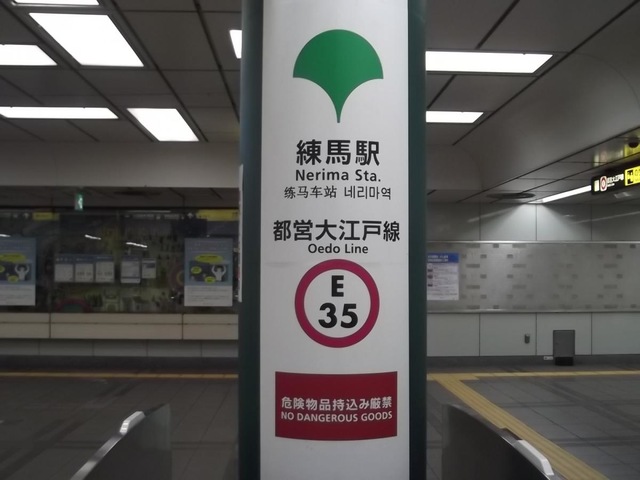 練馬駅
Nerima Sta.
练马车站 네리마역
都営大江戸線
Oedo Line
E
35
危険物品持込み厳禁
NO DANGEROUS GOODS